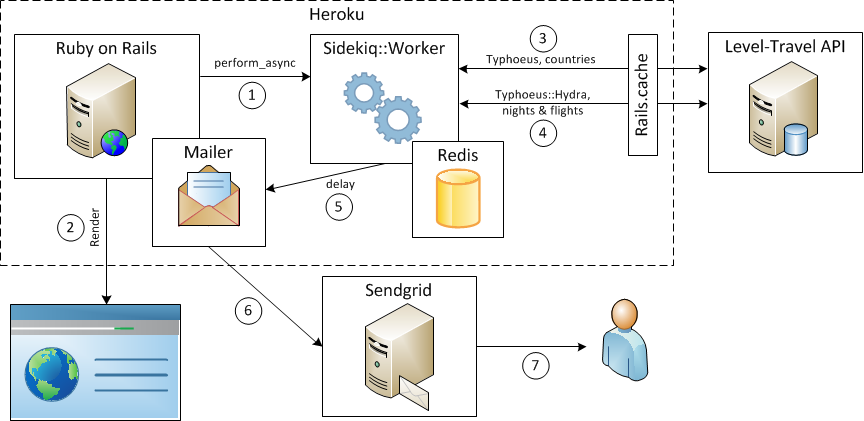 Heroku
Ruby on Rails
perform_async
1
Sidekiq::Worker
3
Typhoeus, countries
Typhoeus::Hydra,
nights & flights
4
Rails.cache
Level-Travel API
Mailer
Redis
delay
5
2
Render
6
Sendgrid
7